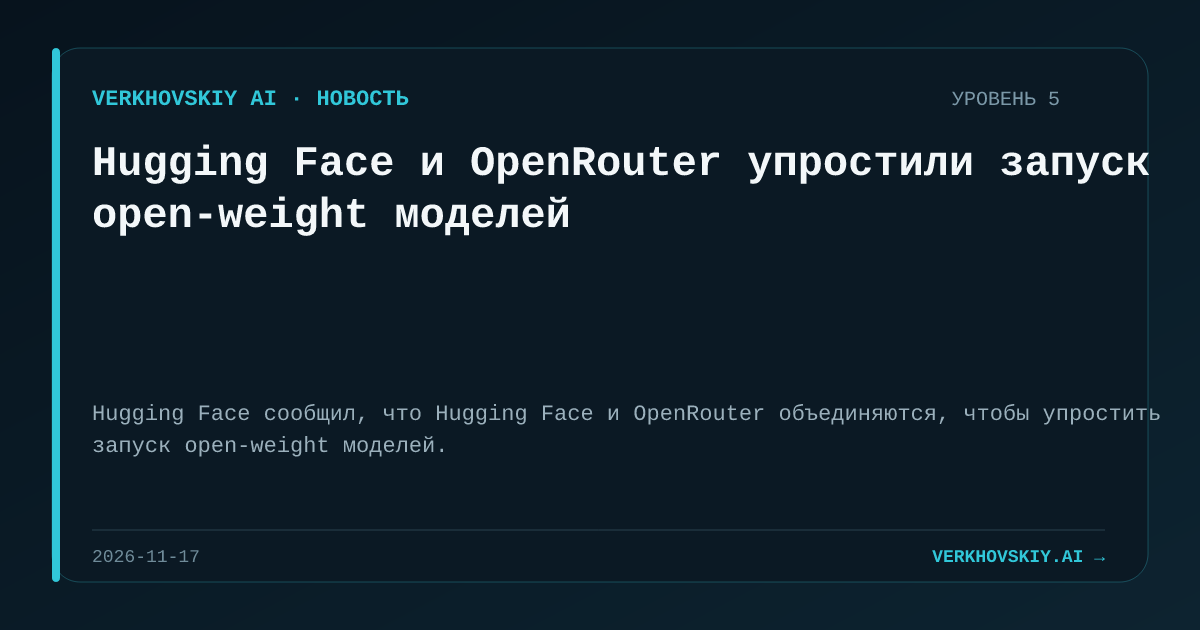 VERKHOVSKIY AI · НОВОСТЬ
УРОВЕНЬ 5
Hugging Face и OpenRouter упростили запуск
open-weight моделей
Hugging Face сообщил, что Hugging Face и OpenRouter объединяются, чтобы упростить
запуск open-weight моделей.
2026-11-17
VERKHOVSKIY.AI →